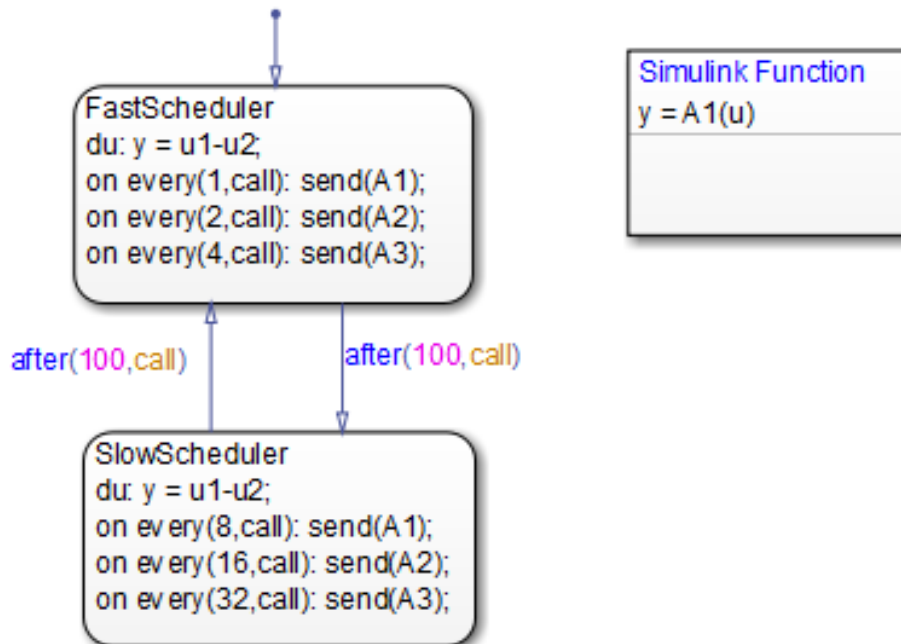 FastScheduler
du: y = u1-u2;
on every(1,call): send(A1);
on every(2,call): send(A2);
on every(4,call): send(A3);
Simulink Function
y = A1(u)
after(100,call)
after(100,call)
SlowScheduler
du: y = u1-u2;
on every(8,call): send(A1);
on every(16,call): send(A2);
on every(32,call): send(A3);